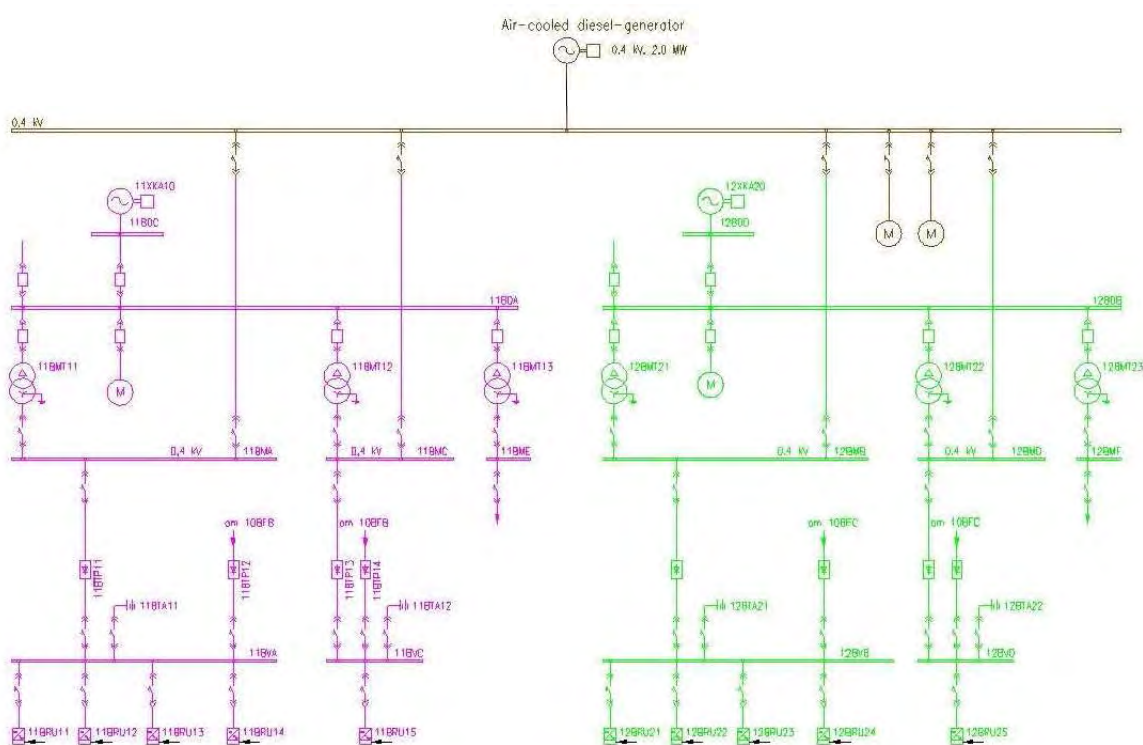 Air-cooled diesel-generator
0.4 kV, 2.0 MW
0.4 kV
11XKA10
12XKA20
11BDC
12BDD
M
M
11BDA
12BDB
11BMT11
11BMT12
11BMT13
12BMT21
12BMT22
12BMT23
M
M
0.4 kV
11BMA
0.4 kV
11BMC
11BME
0.4 kV
12BMB
0.4 kV
12BMD
12BMF
от 10BFB
от 10BFB
от 10BFC
от 10BFC
11BTP11
11BTP12
11BTP13
11BTP14
11BTA11
11BTA12
12BTA21
12BTA22
11BVA
11BVC
12BVB
12BVD
11BRU11
11BRU12
11BRU13
11BRU14
11BRU15
12BRU21
12BRU22
12BRU23
12BRU24
12BRU25